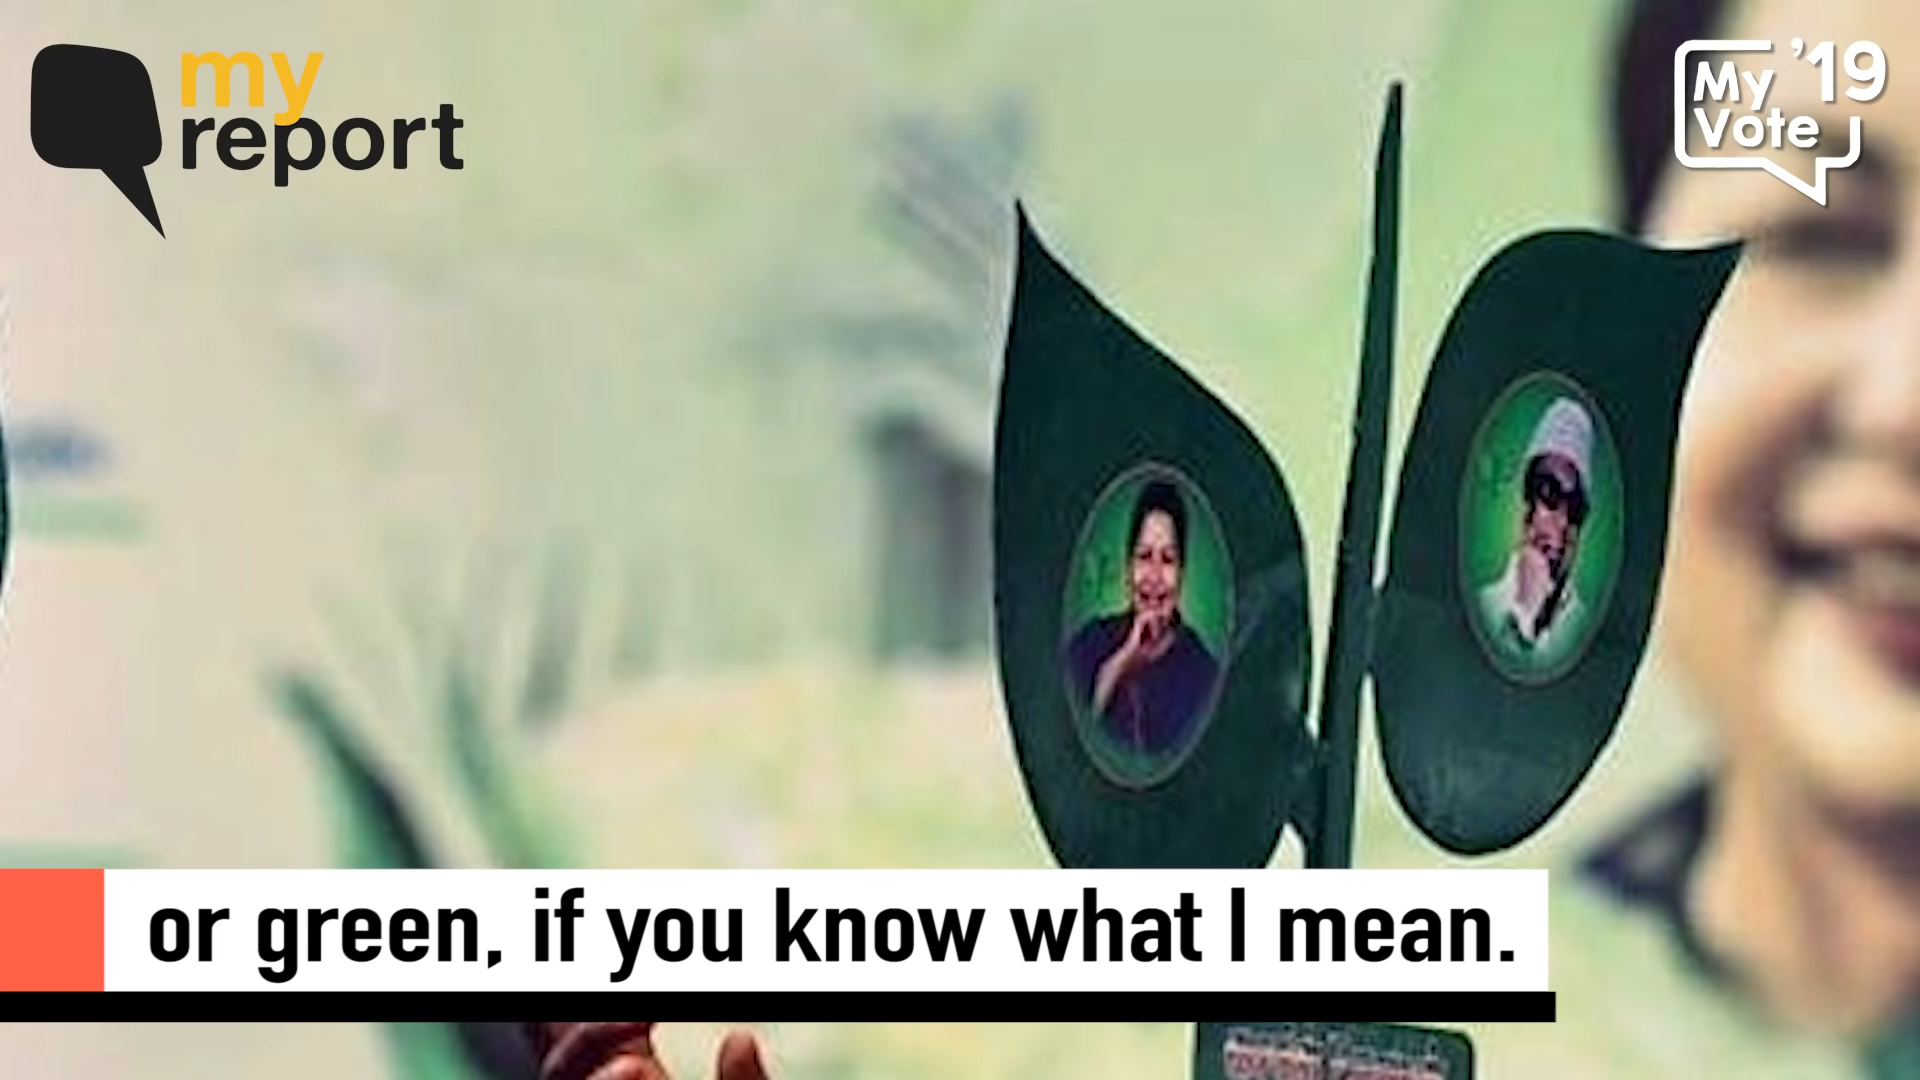 my
report
My '19
Vote
or green, if you know what I mean.